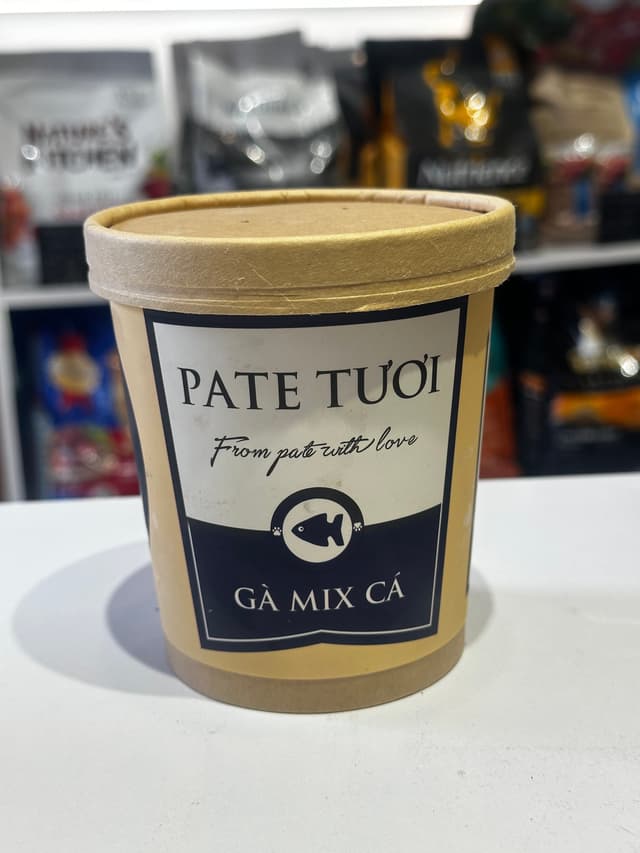 PATE TƯƠI
From pate with love
GÀ MIX CÁ